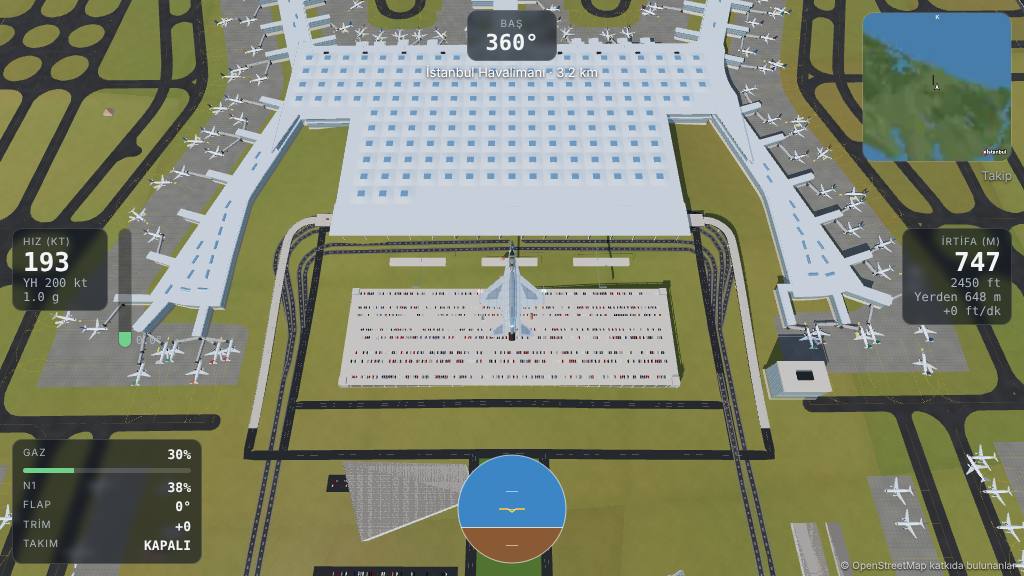 BAŞ
360°
İstanbul Havalimanı · 3.2 km
K
İstanbul
Takip
HIZ (KT)
193
YH 200 kt
1.0 g
İRTİFA (M)
747
2450 ft
Yerden 648 m
+0 ft/dk
GAZ 30%
N1 38%
FLAP 0°
TRİM +0
TAKIM KAPALI
© OpenStreetMap katkıda bulunanlar